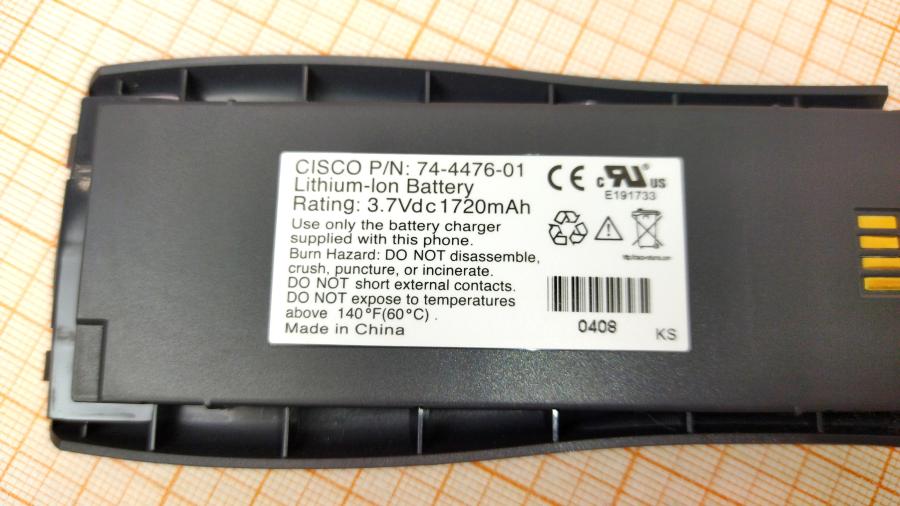 CISCO P/N: 74-4476-01
Lithium-Ion Battery
Rating: 3.7Vdc 1720mAh
Use only the battery charger
supplied with this phone.
Burn Hazard: DO NOT disassemble,
crush, puncture, or incinerate.
DO NOT short external contacts.
DO NOT expose to temperatures
above 140°F(60°C) .
Made in China
CE
c RU® US
E191733
0408
KS